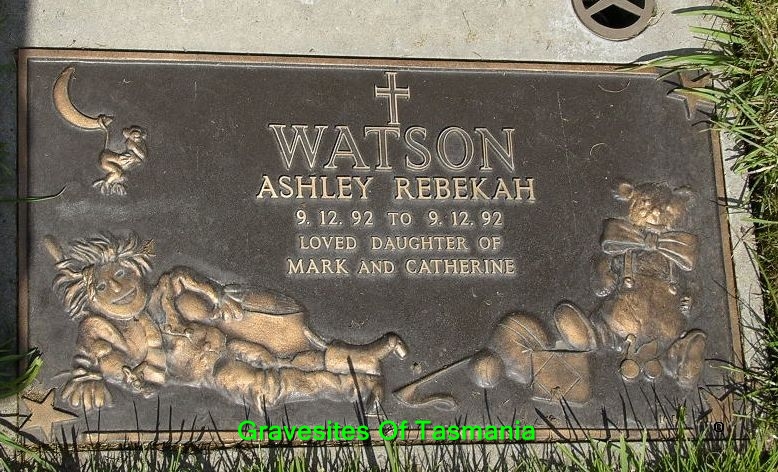 WATSON
ASHLEY REBEKAH
9.12.92 TO 9.12.92
LOVED DAUGHTER OF
MARK AND CATHERINE
Gravesites Of Tasmania
®